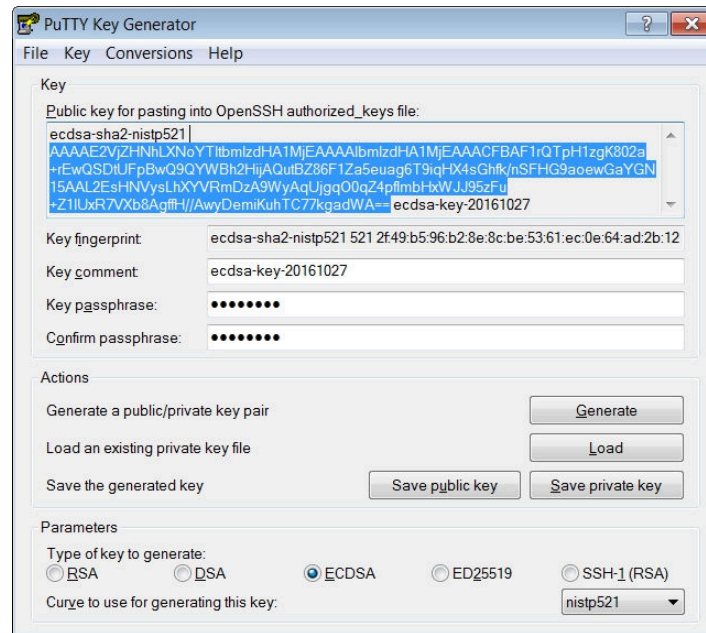 PuTTY Key Generator
File Key Conversions Help
Key
Public key for pasting into OpenSSH authorized_keys file:
ecdsa-sha2-nistp521
AAAAE2VjZHNhLXNoYTItbmlzdHA1MjEAAAAIbmlzdHA1MjEAAACFBAF1rQTpH1zgK802a
+rEwQSDtUFpBwQ9QYWBh2HijAQutBZ86F1Za5euag6T9iqHX4sGhfk/nSFHG9aoewGaYGN
15AAL2EsHNVysLhXYVRmDzA9WyAqUjgqO0qZ4pflmbHxWJJ95zFu
+Z1IUxR7VXb8AgffH//AwyDemiKuhTC77kgadWA== ecdsa-key-20161027
Key fingerprint: ecdsa-sha2-nistp521 521 2f:49:b5:96:b2:8e:8c:be:53:61:ec:0e:64:ad:2b:12
Key comment: ecdsa-key-20161027
Key passphrase: ●●●●●●●●
Confirm passphrase: ●●●●●●●●
Actions
Generate a public/private key pair Generate
Load an existing private key file Load
Save the generated key Save public key Save private key
Parameters
Type of key to generate:
RSA DSA ECDSA ED25519 SSH-1 (RSA)
Curve to use for generating this key: nistp521